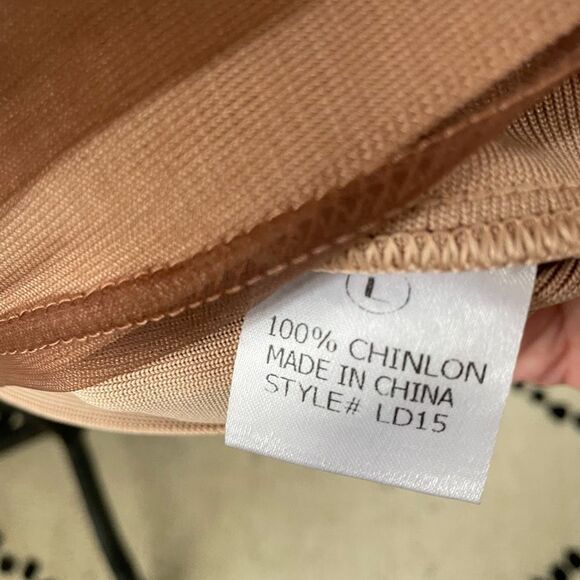 L
100% CHINLON
MADE IN CHINA
STYLE# LD15